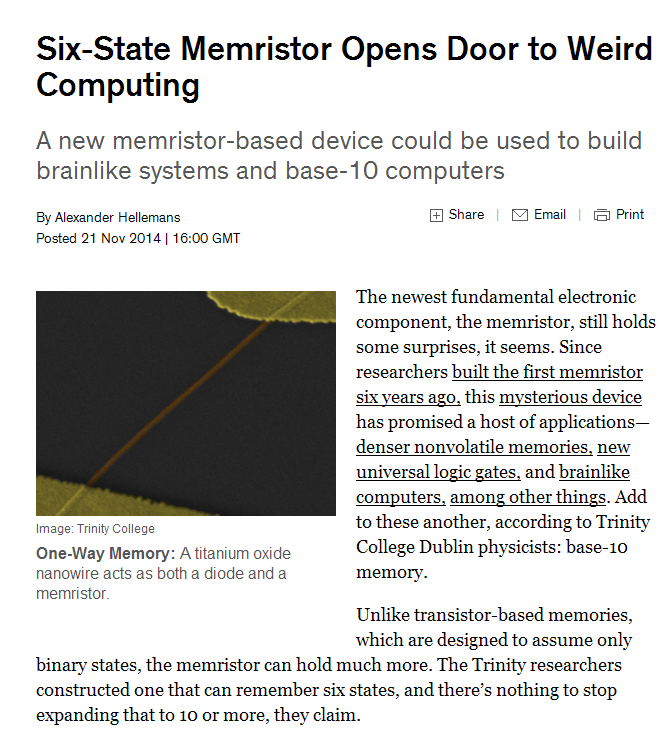 Six-State Memristor Opens Door to Weird
Computing
A new memristor-based device could be used to build
brainlike systems and base-10 computers
By Alexander Hellemans
Posted 21 Nov 2014 | 16:00 GMT
Share | Email | Print
Image: Trinity College
One-Way Memory: A titanium oxide
nanowire acts as both a diode and a
memristor.
The newest fundamental electronic
component, the memristor, still holds
some surprises, it seems. Since
researchers built the first memristor
six years ago, this mysterious device
has promised a host of applications—
denser nonvolatile memories, new
universal logic gates, and brainlike
computers, among other things. Add
to these another, according to Trinity
College Dublin physicists: base-10
memory.
Unlike transistor-based memories,
which are designed to assume only
binary states, the memristor can hold much more. The Trinity researchers
constructed one that can remember six states, and there’s nothing to stop
expanding that to 10 or more, they claim.